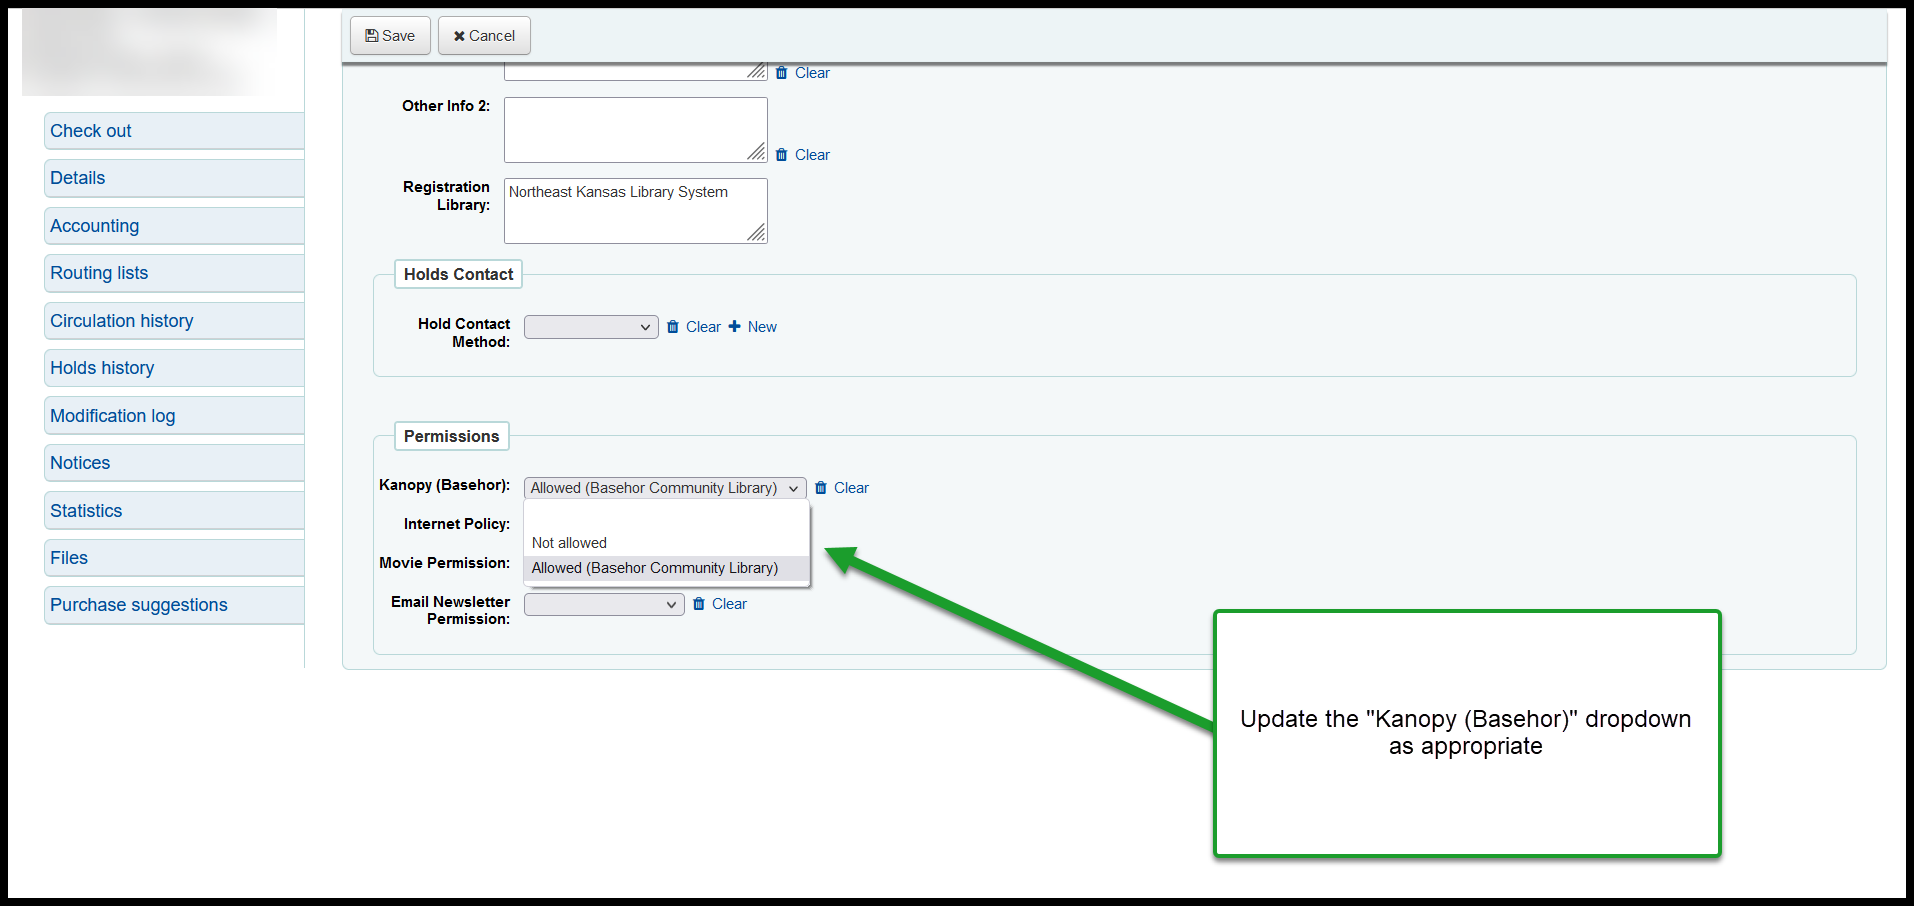 Save
Cancel
Clear
Other Info 2:
Clear
Registration
Library:
Northeast Kansas Library System
Check out
Details
Accounting
Routing lists
Circulation history
Holds history
Modification log
Notices
Statistics
Files
Purchase suggestions
Holds Contact
Hold Contact
Method:
Clear
New
Permissions
Kanopy (Basehor):
Allowed (Basehor Community Library)
Clear
Internet Policy:
Not allowed
Movie Permission:
Allowed (Basehor Community Library)
Email Newsletter
Permission:
Clear
Update the "Kanopy (Basehor)" dropdown
as appropriate